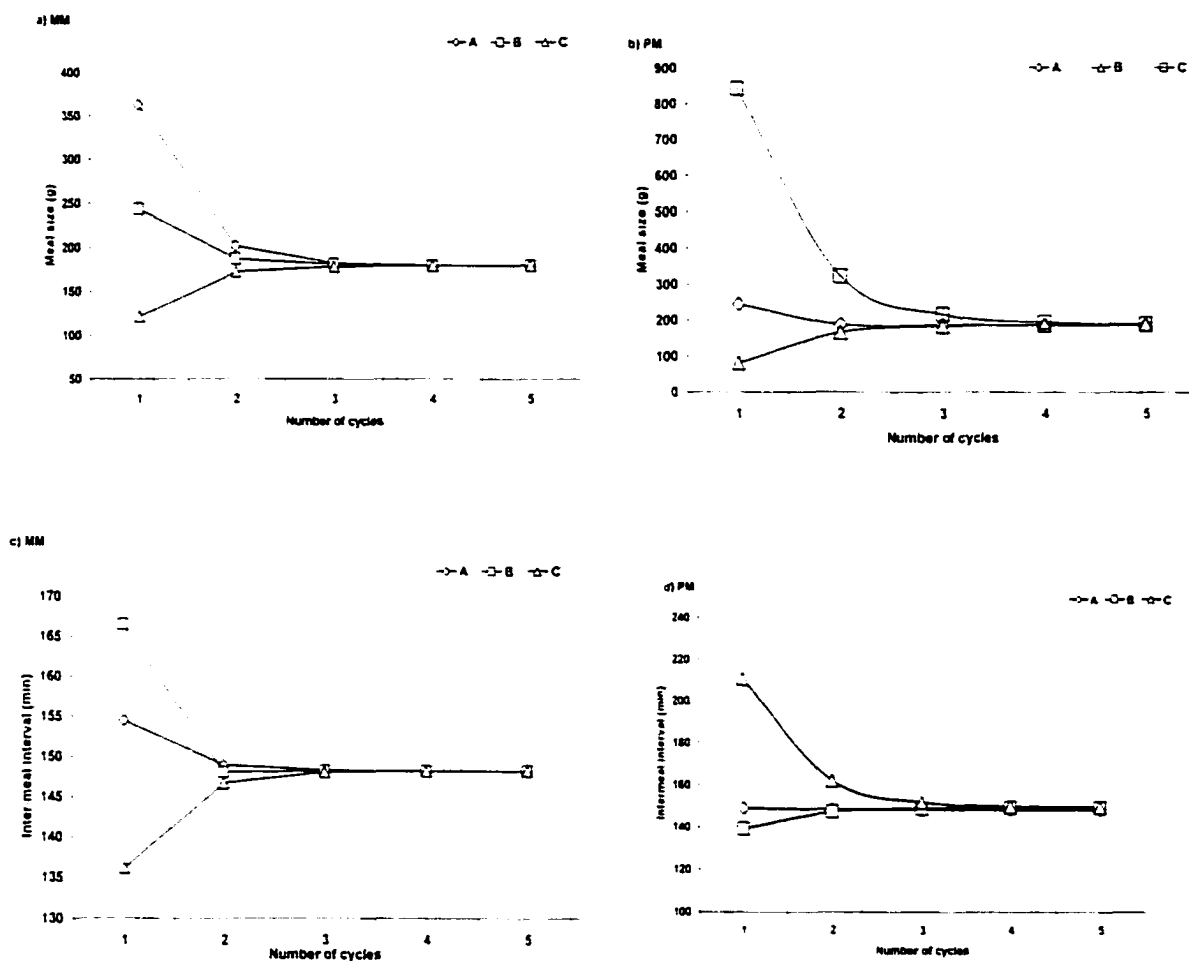 a) MM
A B C
400
350
300
250
200
150
100
50
Meal size (g)
1 2 3 4 5
Number of cycles
b) PM
A B C
900
800
700
600
500
400
300
200
100
0
Meal size (g)
1 2 3 4 5
Number of cycles
c) MM
A B C
170
165
160
155
150
145
140
135
130
Inter meal interval (min)
1 2 3 4 5
Number of cycles
d) PM
A B C
240
220
200
180
160
140
120
100
Intermeal interval (min)
1 2 3 4 5
Number of cycles